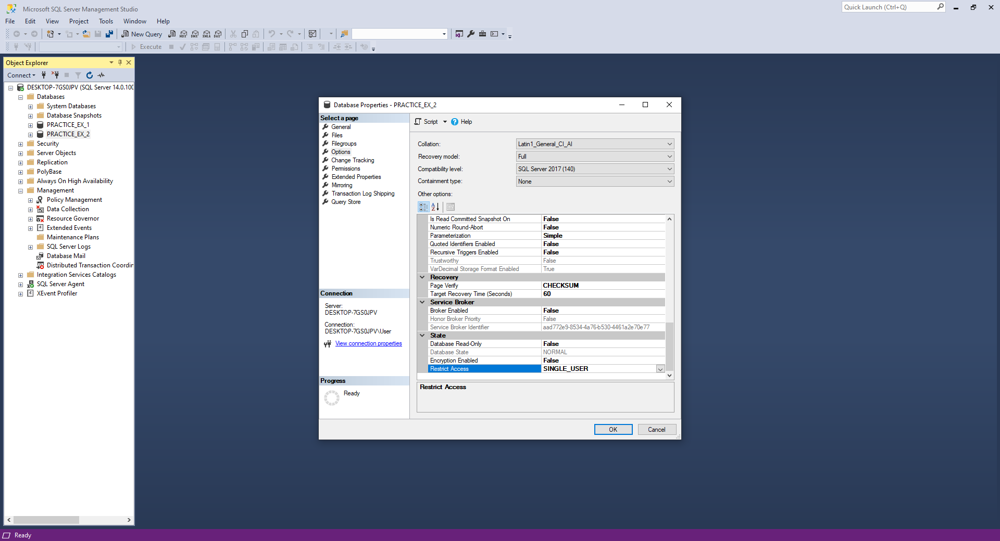 Microsoft SQL Server Management Studio
Quick Launch (Ctrl+Q)
File Edit View Project Tools Window Help
New Query MDX DMX XMLA DAX
Execute
Object Explorer
Connect
DESKTOP-7GS0JPV (SQL Server 14.0.100
Databases
System Databases
Database Snapshots
PRACTICE_EX_1
PRACTICE_EX_2
Security
Server Objects
Replication
PolyBase
Always On High Availability
Management
Policy Management
Data Collection
Resource Governor
Extended Events
Maintenance Plans
SQL Server Logs
Database Mail
Distributed Transaction Coordin
Integration Services Catalogs
SQL Server Agent
XEvent Profiler
Database Properties - PRACTICE_EX_2
Select a page
General
Files
Filegroups
Options
Change Tracking
Permissions
Extended Properties
Mirroring
Transaction Log Shipping
Query Store
Connection
Server:
DESKTOP-7GS0JPV
Connection:
DESKTOP-7GS0JPV\User
View connection properties
Progress
Ready
Script Help
Collation: Latin1_General_CI_AI
Recovery model: Full
Compatibility level: SQL Server 2017 (140)
Containment type: None
Other options:
Is Read Committed Snapshot On False
Numeric Round-Abort False
Parameterization Simple
Quoted Identifiers Enabled False
Recursive Triggers Enabled False
Trustworthy False
VarDecimal Storage Format Enabled True
Recovery
Page Verify CHECKSUM
Target Recovery Time (Seconds) 60
Service Broker
Broker Enabled False
Honor Broker Priority False
Service Broker Identifier aad772e9-8534-4a76-b530-4461a2e70e77
State
Database Read-Only False
Database State NORMAL
Encryption Enabled False
Restrict Access SINGLE_USER
Restrict Access
OK Cancel
Ready